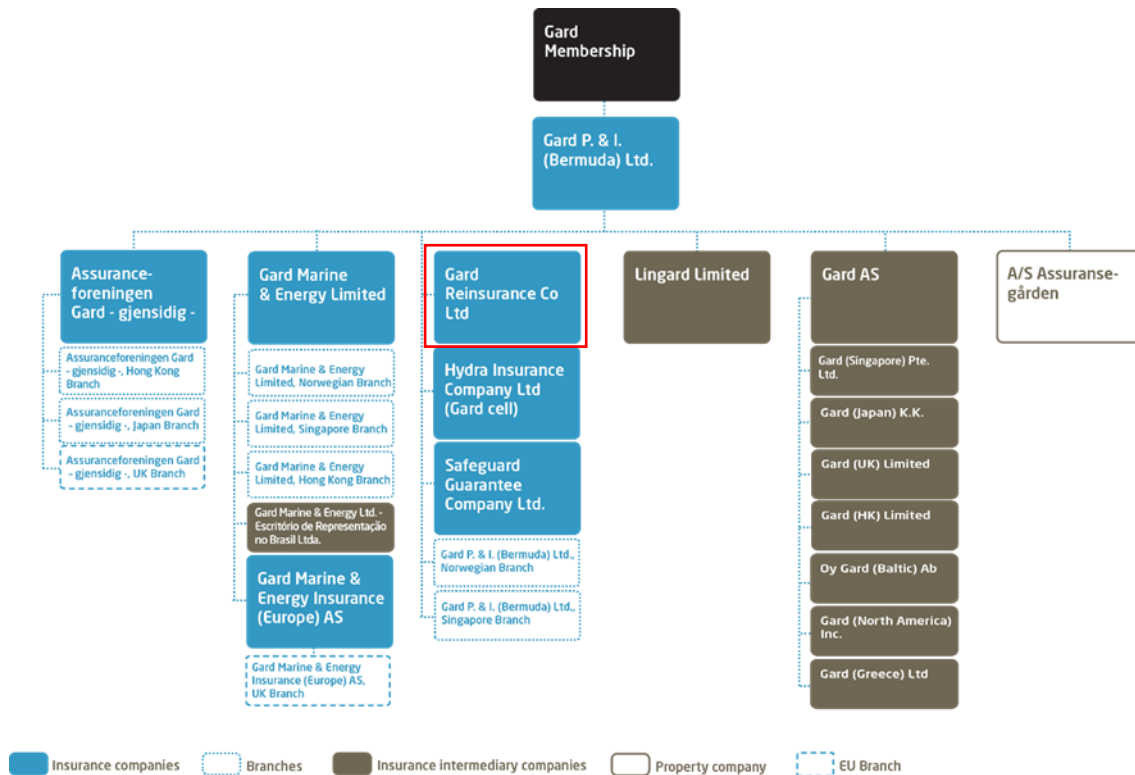 Gard
Membership
Gard P. & I.
(Bermuda) Ltd.
Assurance-
foreningen
Gard - gjensidig -
Assuranceforeningen Gard
- gjensidig -, Hong Kong
Branch
Assuranceforeningen Gard
- gjensidig -, Japan Branch
Assuranceforeningen Gard
- gjensidig -, UK Branch
Gard Marine
& Energy Limited
Gard Marine & Energy
Limited, Norwegian Branch
Gard Marine & Energy
Limited, Singapore Branch
Gard Marine & Energy
Limited, Hong Kong Branch
Gard Marine & Energy Ltd. -
Escritório de Representação
no Brasil Ltda.
Gard Marine &
Energy Insurance
(Europe) AS
Gard Marine & Energy
Insurance (Europe) AS,
UK Branch
Gard
Reinsurance Co
Ltd
Hydra Insurance
Company Ltd
(Gard cell)
Safeguard
Guarantee
Company Ltd.
Gard P. & I. (Bermuda) Ltd.,
Norwegian Branch
Gard P. & I. (Bermuda) Ltd.,
Singapore Branch
Lingard Limited
Gard AS
Gard (Singapore) Pte.
Ltd.
Gard (Japan) K.K.
Gard (UK) Limited
Gard (HK) Limited
Oy Gard (Baltic) Ab
Gard (North America)
Inc.
Gard (Greece) Ltd
A/S Assuranse-
gården
Insurance companies
Branches
Insurance intermediary companies
Property company
EU Branch